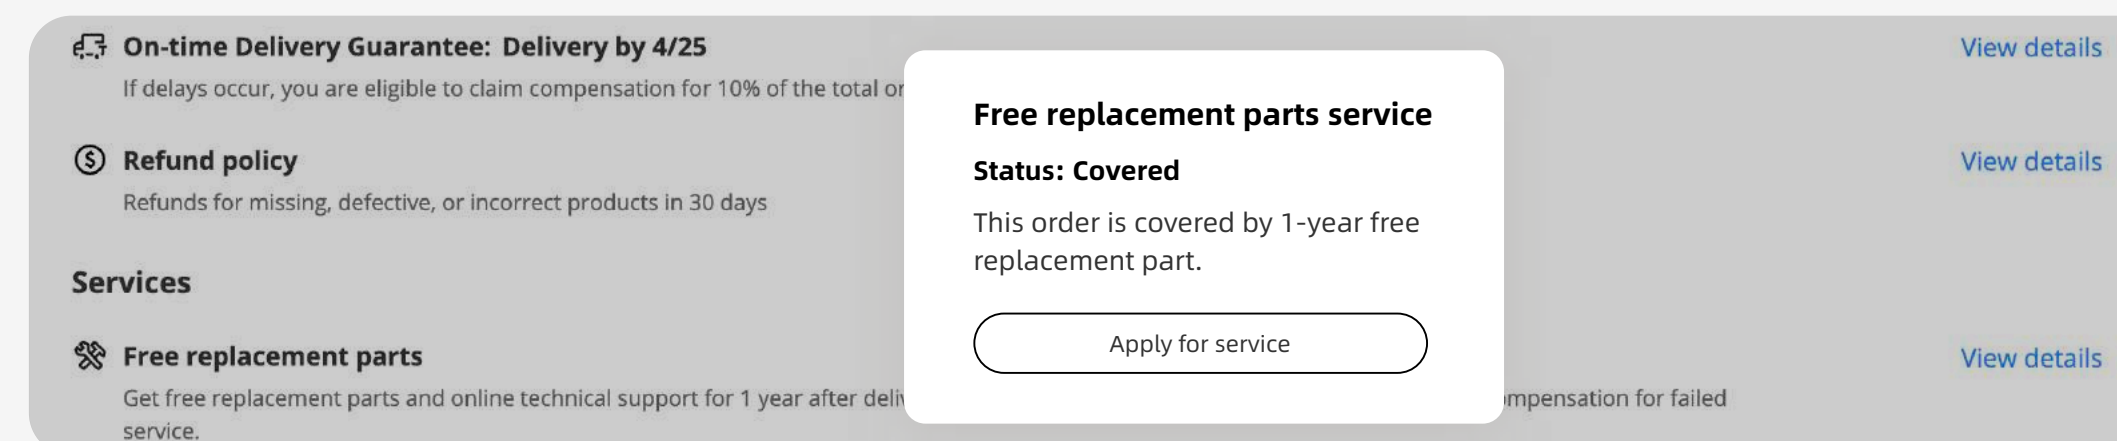 On-time Delivery Guarantee: Delivery by 4/25
View details
If delays occur, you are eligible to claim compensation for 10% of the total
Refund policy
View details
Refunds for missing, defective, or incorrect products in 30 days
Services
Free replacement parts
View details
Get free replacement parts and online technical support for 1 year after
for failed
service.
Free replacement parts service
Status: Covered
This order is covered by 1-year free
replacement part.
Apply for service